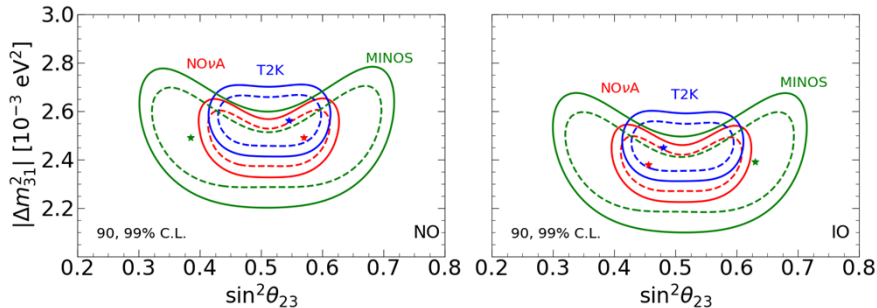 3.0
2.8
2.6
2.4
2.2
|Δm²₃₁| [10⁻³ eV²]
NOνA
T2K
MINOS
90, 99% C.L.
NO
0.2 0.3 0.4 0.5 0.6 0.7 0.8
sin²θ₂₃
NOνA
T2K
MINOS
90, 99% C.L.
IO
0.2 0.3 0.4 0.5 0.6 0.7 0.8
sin²θ₂₃